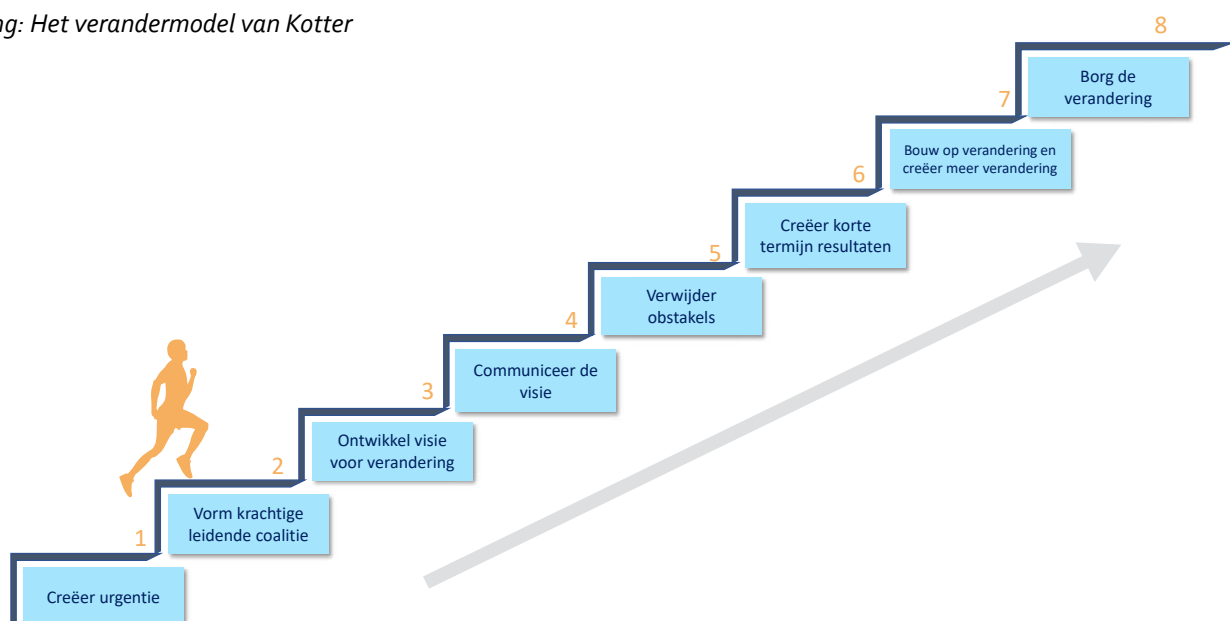 ng: Het verandermodel van Kotter
8
Borg de
verandering
7
Bouw op verandering en
creëer meer verandering
6
Creëer korte
termijn resultaten
5
Verwijder
obstakels
4
Communiceer de
visie
3
Ontwikkel visie
voor verandering
2
Vorm krachtige
leidende coalitie
1
Creëer urgentie